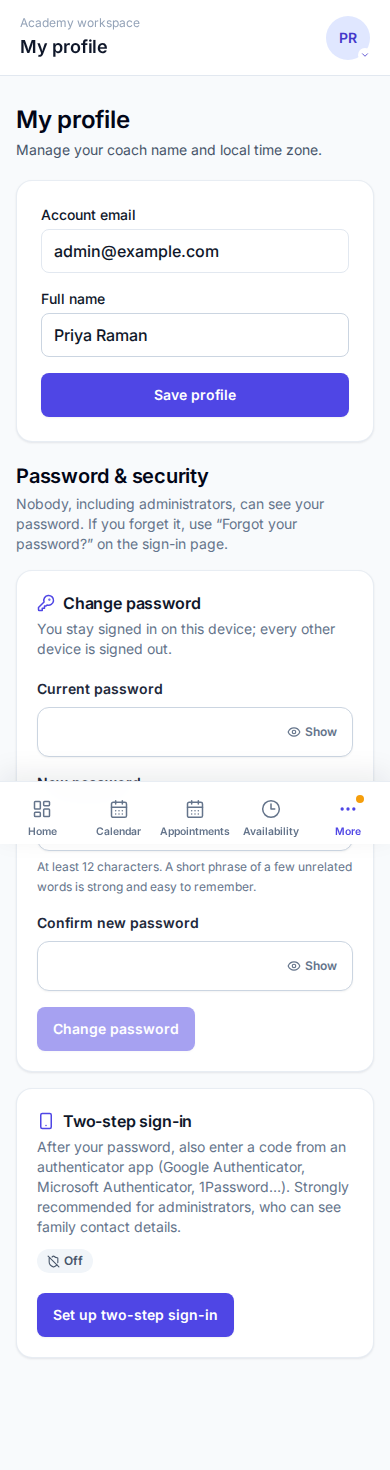 Academy workspace
My profile
PR
My profile
Manage your coach name and local time zone.
Account email
admin@example.com
Full name
Priya Raman
Save profile
Password & security
Nobody, including administrators, can see your
password. If you forget it, use “Forgot your
password?” on the sign-in page.
Change password
You stay signed in on this device; every other
device is signed out.
Current password
Show
New password
Home
Calendar
Appointments
Availability
More
At least 12 characters. A short phrase of a few unrelated
words is strong and easy to remember.
Confirm new password
Show
Change password
Two-step sign-in
After your password, also enter a code from an
authenticator app (Google Authenticator,
Microsoft Authenticator, 1Password…). Strongly
recommended for administrators, who can see
family contact details.
Off
Set up two-step sign-in